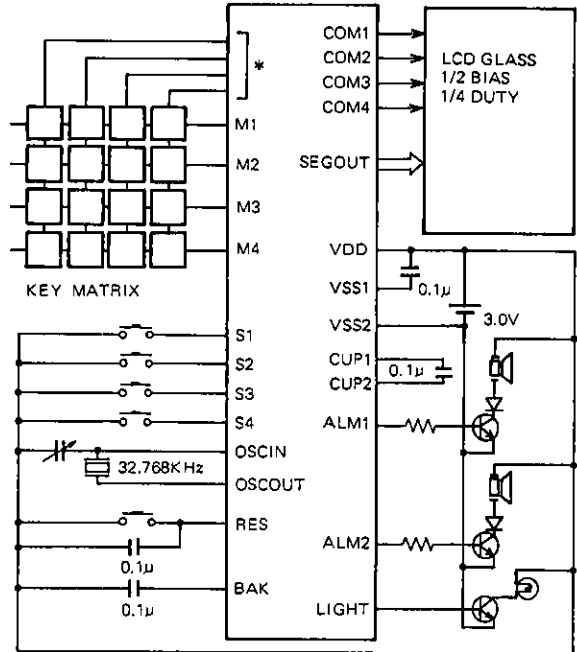 COM1
COM2
COM3
COM4
LCD GLASS
1/2 BIAS
1/4 DUTY
*
M1
M2
M3
M4
SEGOUT
KEY MATRIX
VDD
VSS1
0.1μ
VSS2
3.0V
CUP1
CUP2
0.1μ
S1
S2
S3
S4
ALM1
OSCIN
32.768KHz
OSCOUT
RES
0.1μ
ALM2
BAK
0.1μ
LIGHT